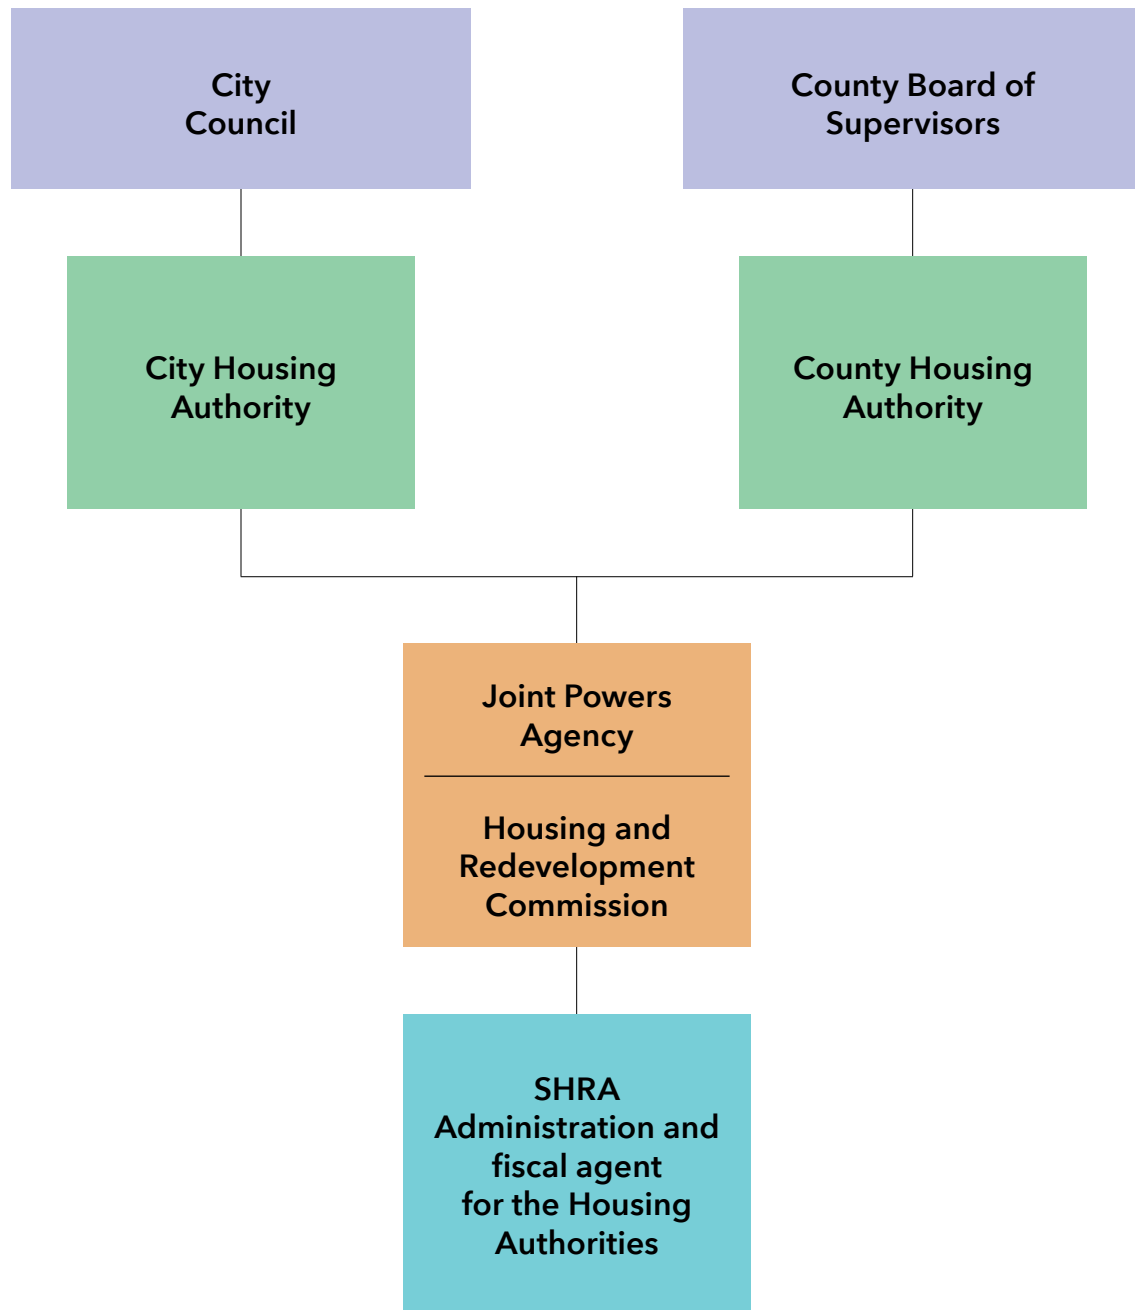 City
Council
County Board of
Supervisors
City Housing
Authority
County Housing
Authority
Joint Powers
Agency
Housing and
Redevelopment
Commission
SHRA
Administration and
fiscal agent
for the Housing
Authorities